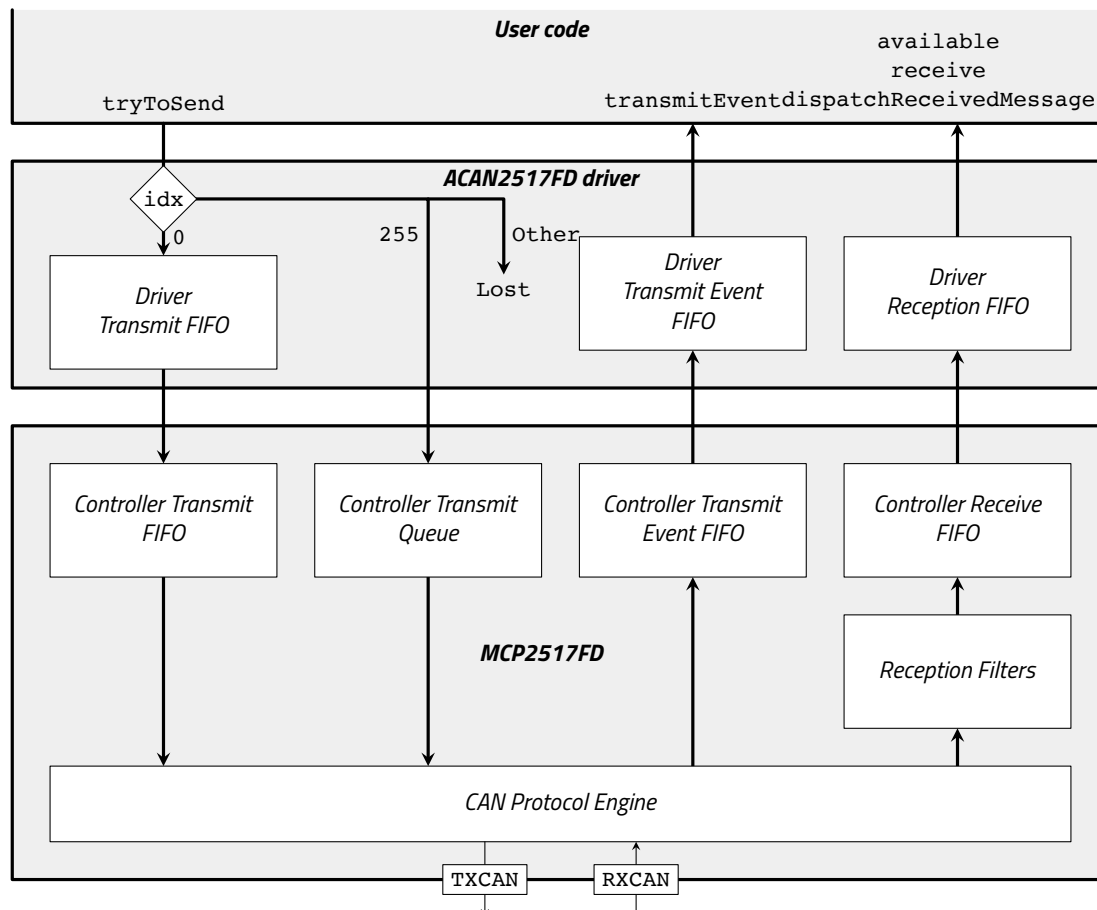 User code
available
receive
tryToSend
transmitEvent
dispatchReceivedMessage
ACAN2517FD driver
idx
0
255
Other
Lost
Driver
Transmit FIFO
Driver
Transmit Event
FIFO
Driver
Reception FIFO
Controller Transmit
FIFO
Controller Transmit
Queue
Controller Transmit
Event FIFO
Controller Receive
FIFO
MCP2517FD
Reception Filters
CAN Protocol Engine
TXCAN
RXCAN